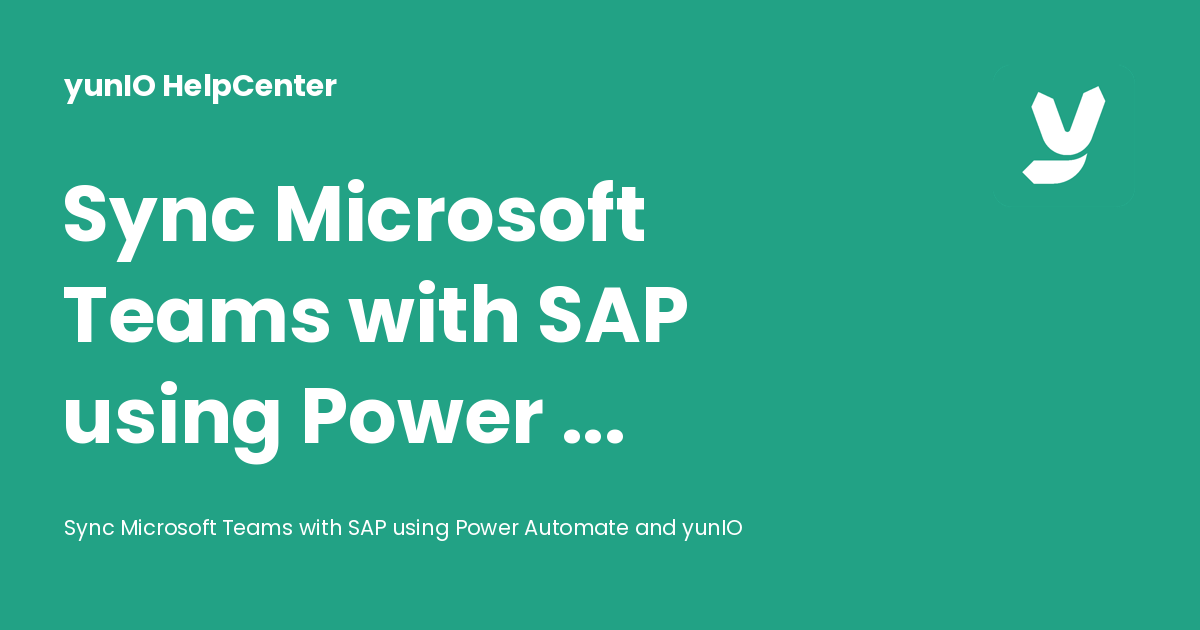 yunIO HelpCenter
Sync Microsoft
Teams with SAP
using Power ...
Sync Microsoft Teams with SAP using Power Automate and yunIO